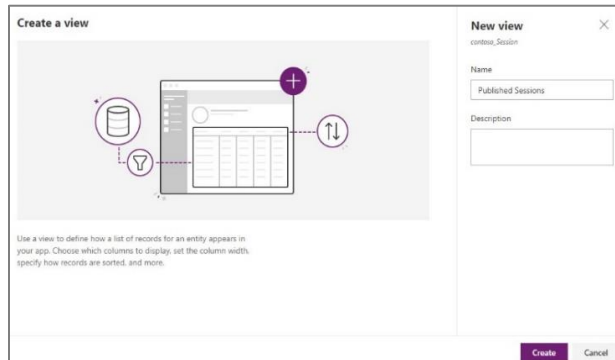 Create a view
Use a view to define how a list of records for an entity appears in
your app. Choose which columns to display, set the column width,
specify how records are sorted, and more.
New view
contoso_Session
Name
Published Sessions
Description
Create
Cancel